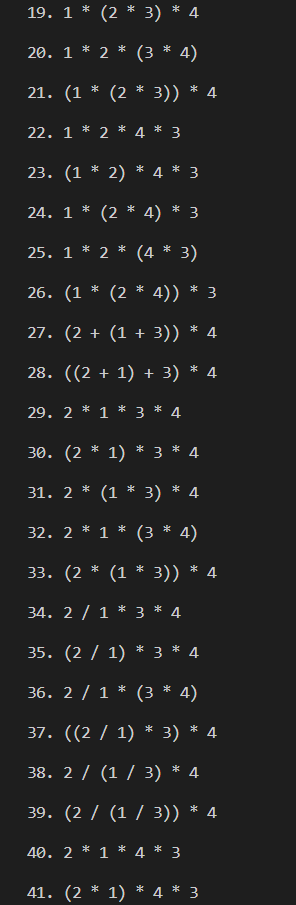 19. 1 * (2 * 3) * 4
20. 1 * 2 * (3 * 4)
21. (1 * (2 * 3)) * 4
22. 1 * 2 * 4 * 3
23. (1 * 2) * 4 * 3
24. 1 * (2 * 4) * 3
25. 1 * 2 * (4 * 3)
26. (1 * (2 * 4)) * 3
27. (2 + (1 + 3)) * 4
28. ((2 + 1) + 3) * 4
29. 2 * 1 * 3 * 4
30. (2 * 1) * 3 * 4
31. 2 * (1 * 3) * 4
32. 2 * 1 * (3 * 4)
33. (2 * (1 * 3)) * 4
34. 2 / 1 * 3 * 4
35. (2 / 1) * 3 * 4
36. 2 / 1 * (3 * 4)
37. ((2 / 1) * 3) * 4
38. 2 / (1 / 3) * 4
39. (2 / (1 / 3)) * 4
40. 2 * 1 * 4 * 3
41. (2 * 1) * 4 * 3